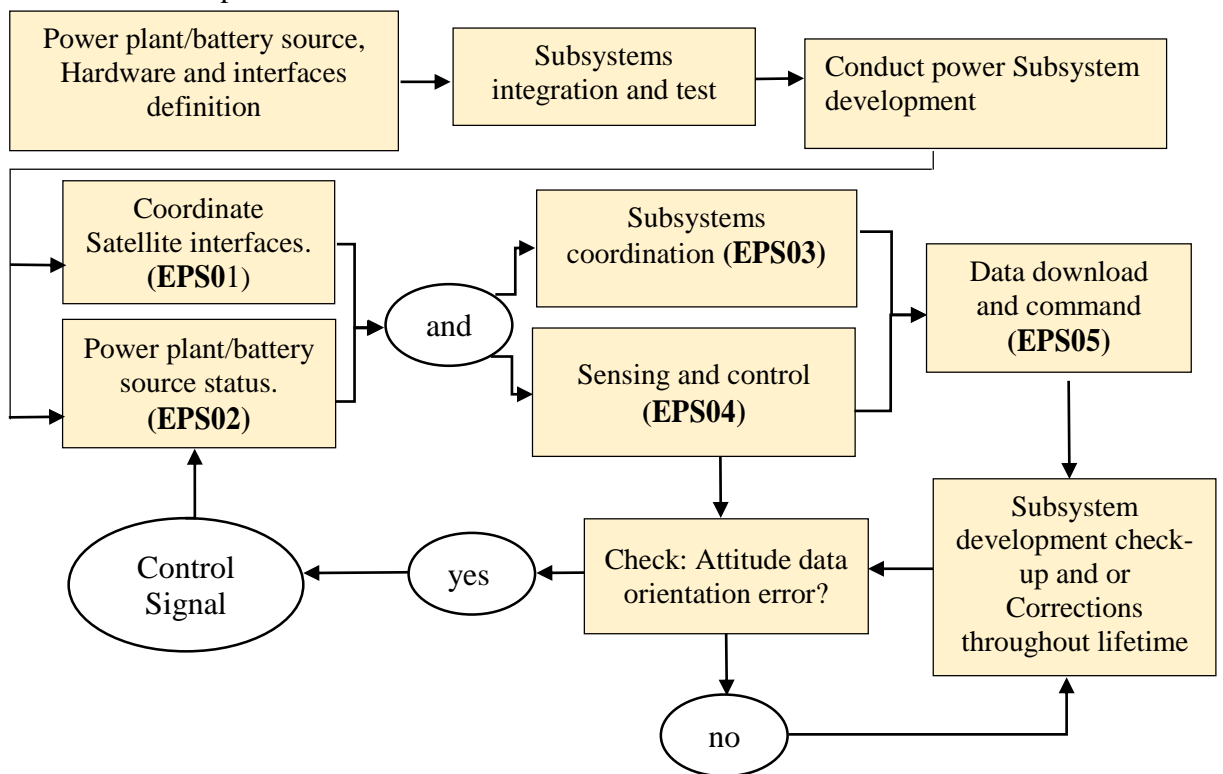 Power plant/battery source,
Hardware and interfaces
definition
Subsystems
integration and test
Conduct power Subsystem
development
Coordinate
Satellite interfaces.
(EPS01)
Power plant/battery
source status.
(EPS02)
and
Subsystems
coordination (EPS03)
Sensing and control
(EPS04)
Data download
and command
(EPS05)
Control
Signal
yes
Check: Attitude data
orientation error?
Subsystem
development check-
up and or
Corrections
throughout lifetime
no